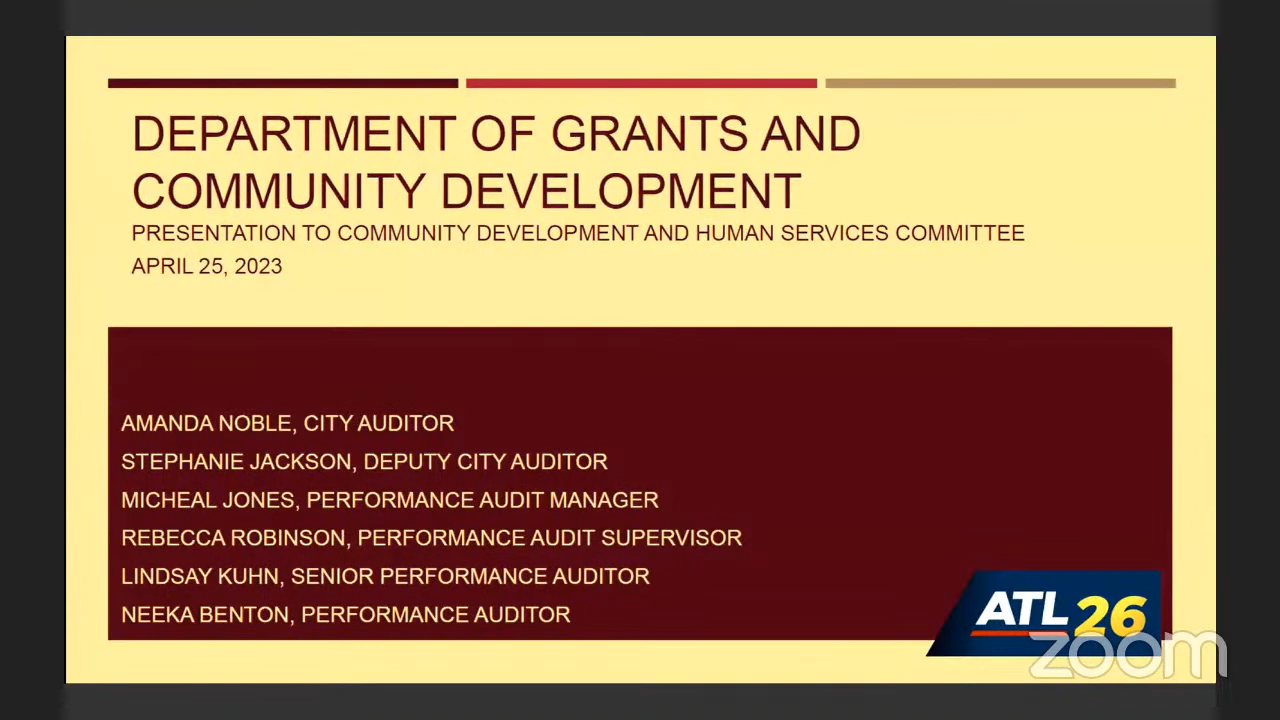 DEPARTMENT OF GRANTS AND
COMMUNITY DEVELOPMENT
PRESENTATION TO COMMUNITY DEVELOPMENT AND HUMAN SERVICES COMMITTEE
APRIL 25, 2023
AMANDA NOBLE, CITY AUDITOR
STEPHANIE JACKSON, DEPUTY CITY AUDITOR
MICHEAL JONES, PERFORMANCE AUDIT MANAGER
REBECCA ROBINSON, PERFORMANCE AUDIT SUPERVISOR
LINDSAY KUHN, SENIOR PERFORMANCE AUDITOR
NEEKA BENTON, PERFORMANCE AUDITOR
ATL 26
zoom